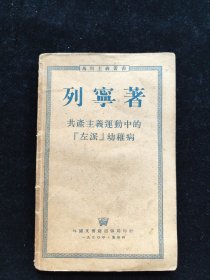 馬列主義叢書
列寧著
共產主義運動中的
「左派」幼稚病
外國文書籍出版局印行
一九五〇年·莫斯科